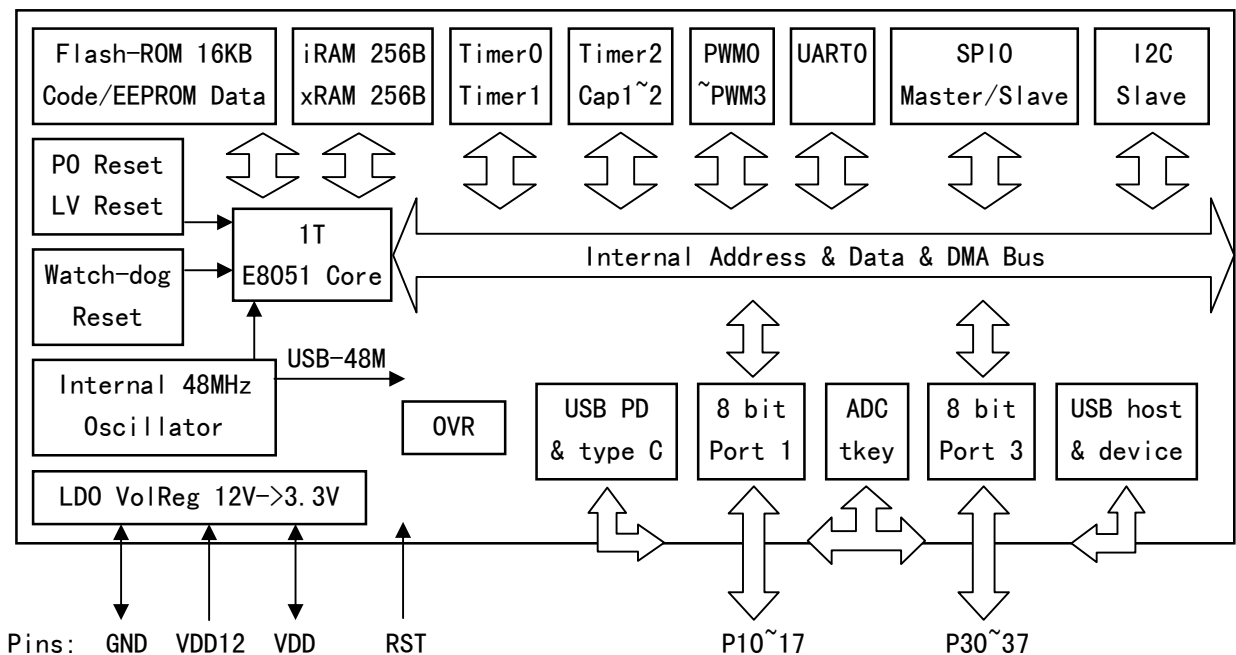 Flash-ROM 16KB
Code/EEPROM Data
iRAM 256B
xRAM 256B
Timer0
Timer1
Timer2
Cap1~2
PWM0
~PWM3
UART0
SPI0
Master/Slave
I2C
Slave
PO Reset
LV Reset
1T
E8051 Core
Internal Address & Data & DMA Bus
Watch-dog
Reset
USB-48M
Internal 48MHz
Oscillator
OVR
USB PD
& type C
8 bit
Port 1
ADC
tkey
8 bit
Port 3
USB host
& device
LDO VolReg 12V->3.3V
Pins: GND VDD12 VDD RST P10~17 P30~37